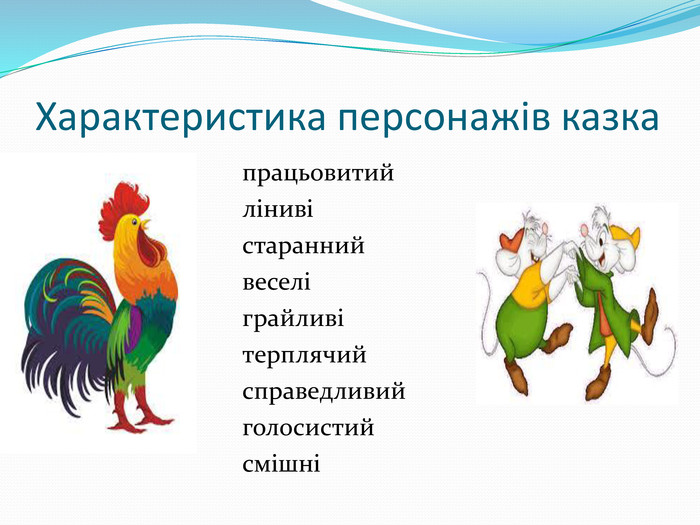 Характеристика персонажів казка
працьовитий
ліниві
старанний
веселі
грайливі
терплячий
справедливий
голосистий
смішні